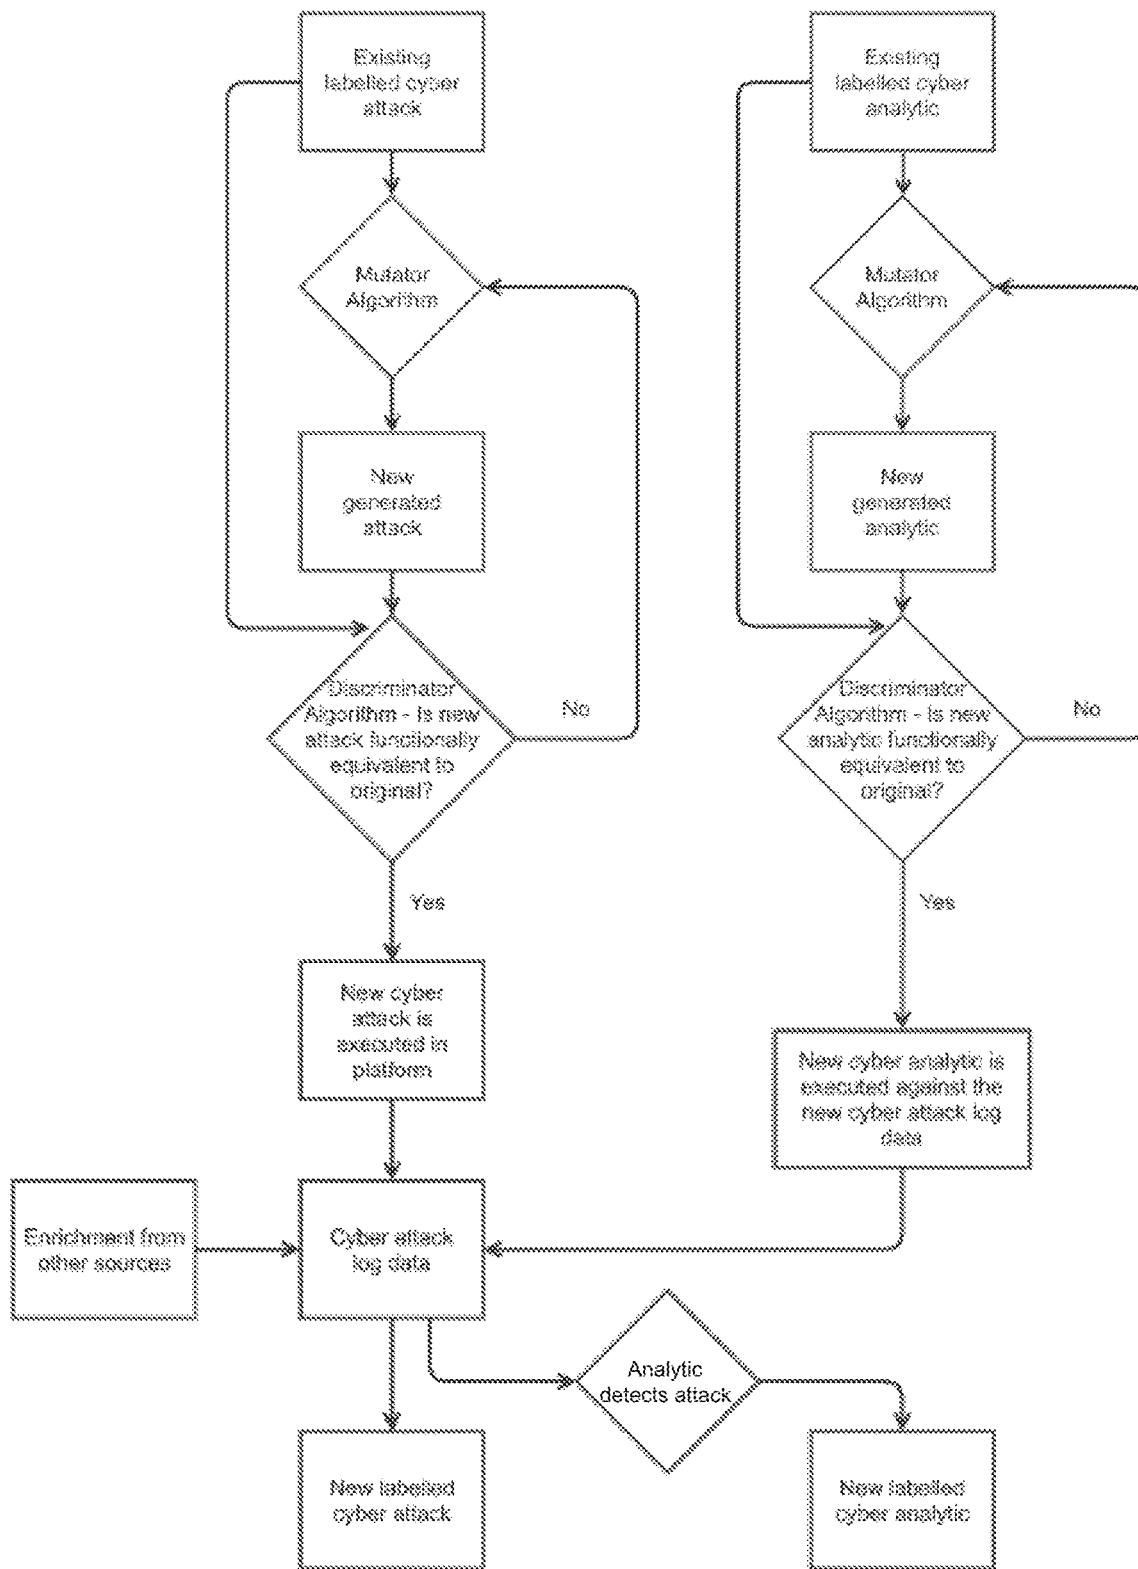 Existing
labelled cyber
attack
Mutator
Algorithm
New
generated
attack
Discriminator
Algorithm - Is new
attack functionally
equivalent to
original?
No
Yes
New cyber
attack is
executed in
platform
Enrichment from
other sources
Cyber attack
log data
New labelled
cyber attack
Existing
labelled cyber
analytic
Mutator
Algorithm
New
generated
analytic
Discriminator
Algorithm - Is new
analytic functionally
equivalent to
original?
No
Yes
New cyber analytic is
executed against the
new cyber attack log
data
Analytic
detects attack
New labelled
cyber analytic